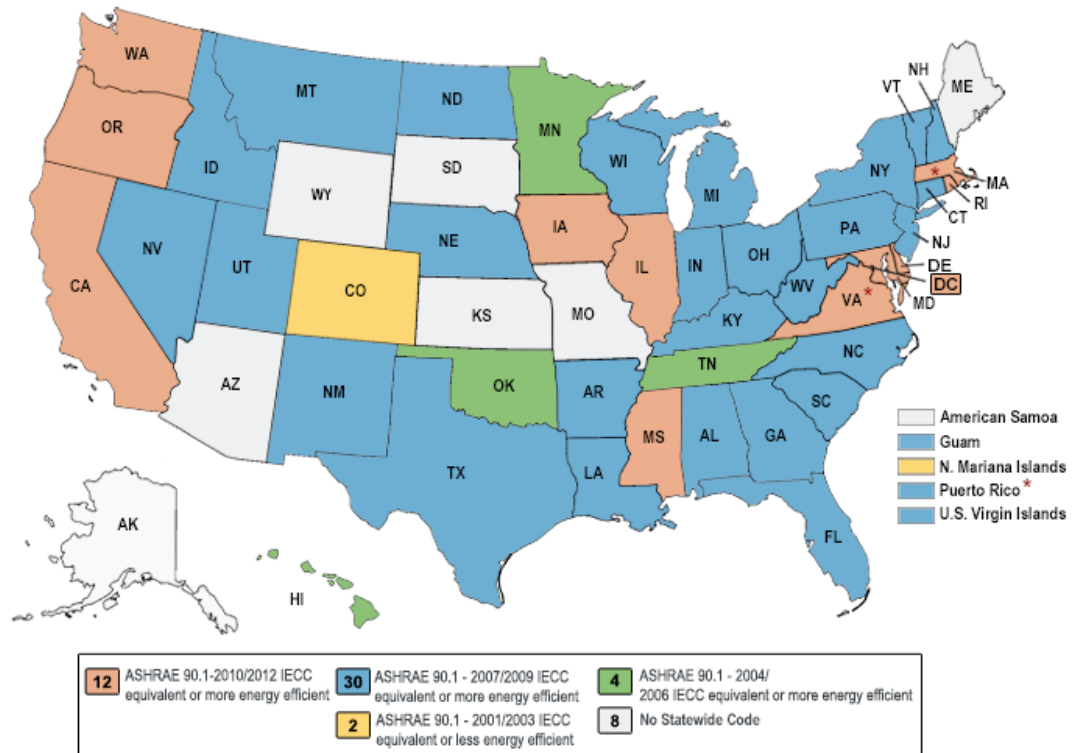 WA
MT
ND
MN
OR
ID
WY
SD
WI
MI
NY
VT
NH
ME
*
MA
RI
CT
NV
UT
CO
NE
IA
IL
IN
OH
PA
NJ
DE
DC
MD
CA
KS
MO
KY
WV
VA*
AZ
NM
OK
AR
TN
NC
SC
TX
LA
MS
AL
GA
FL
AK
HI
American Samoa
Guam
N. Mariana Islands
Puerto Rico*
U.S. Virgin Islands
12 ASHRAE 90.1-2010/2012 IECC
equivalent or more energy efficient
30 ASHRAE 90.1 - 2007/2009 IECC
equivalent or more energy efficient
4 ASHRAE 90.1 - 2004/
2006 IECC equivalent or more energy efficient
2 ASHRAE 90.1 - 2001/2003 IECC
equivalent or less energy efficient
8 No Statewide Code